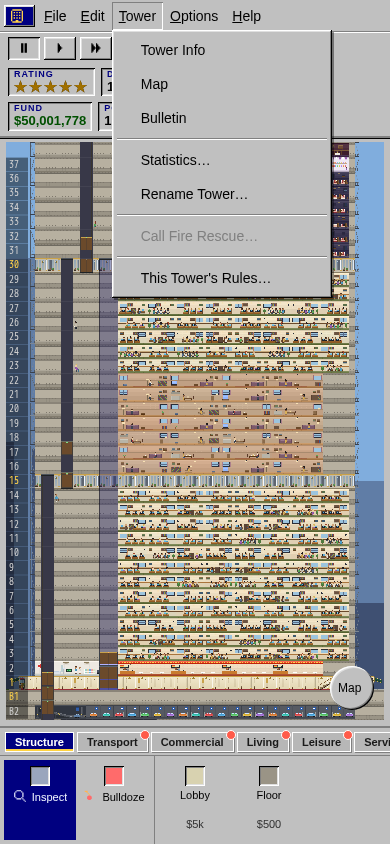 File Edit Tower Options Help
Tower Info
Map
Bulletin
Statistics…
Rename Tower…
Call Fire Rescue…
This Tower's Rules…
RATING
FUND
$50,001,778
37
36
35
34
33
32
31
30
29
28
27
26
25
24
23
22
21
20
19
18
17
16
15
14
13
12
11
10
9
8
7
6
5
4
3
2
1
B1
B2
Map
Structure Transport Commercial Living Leisure
Inspect Bulldoze Lobby Floor
$5k $500